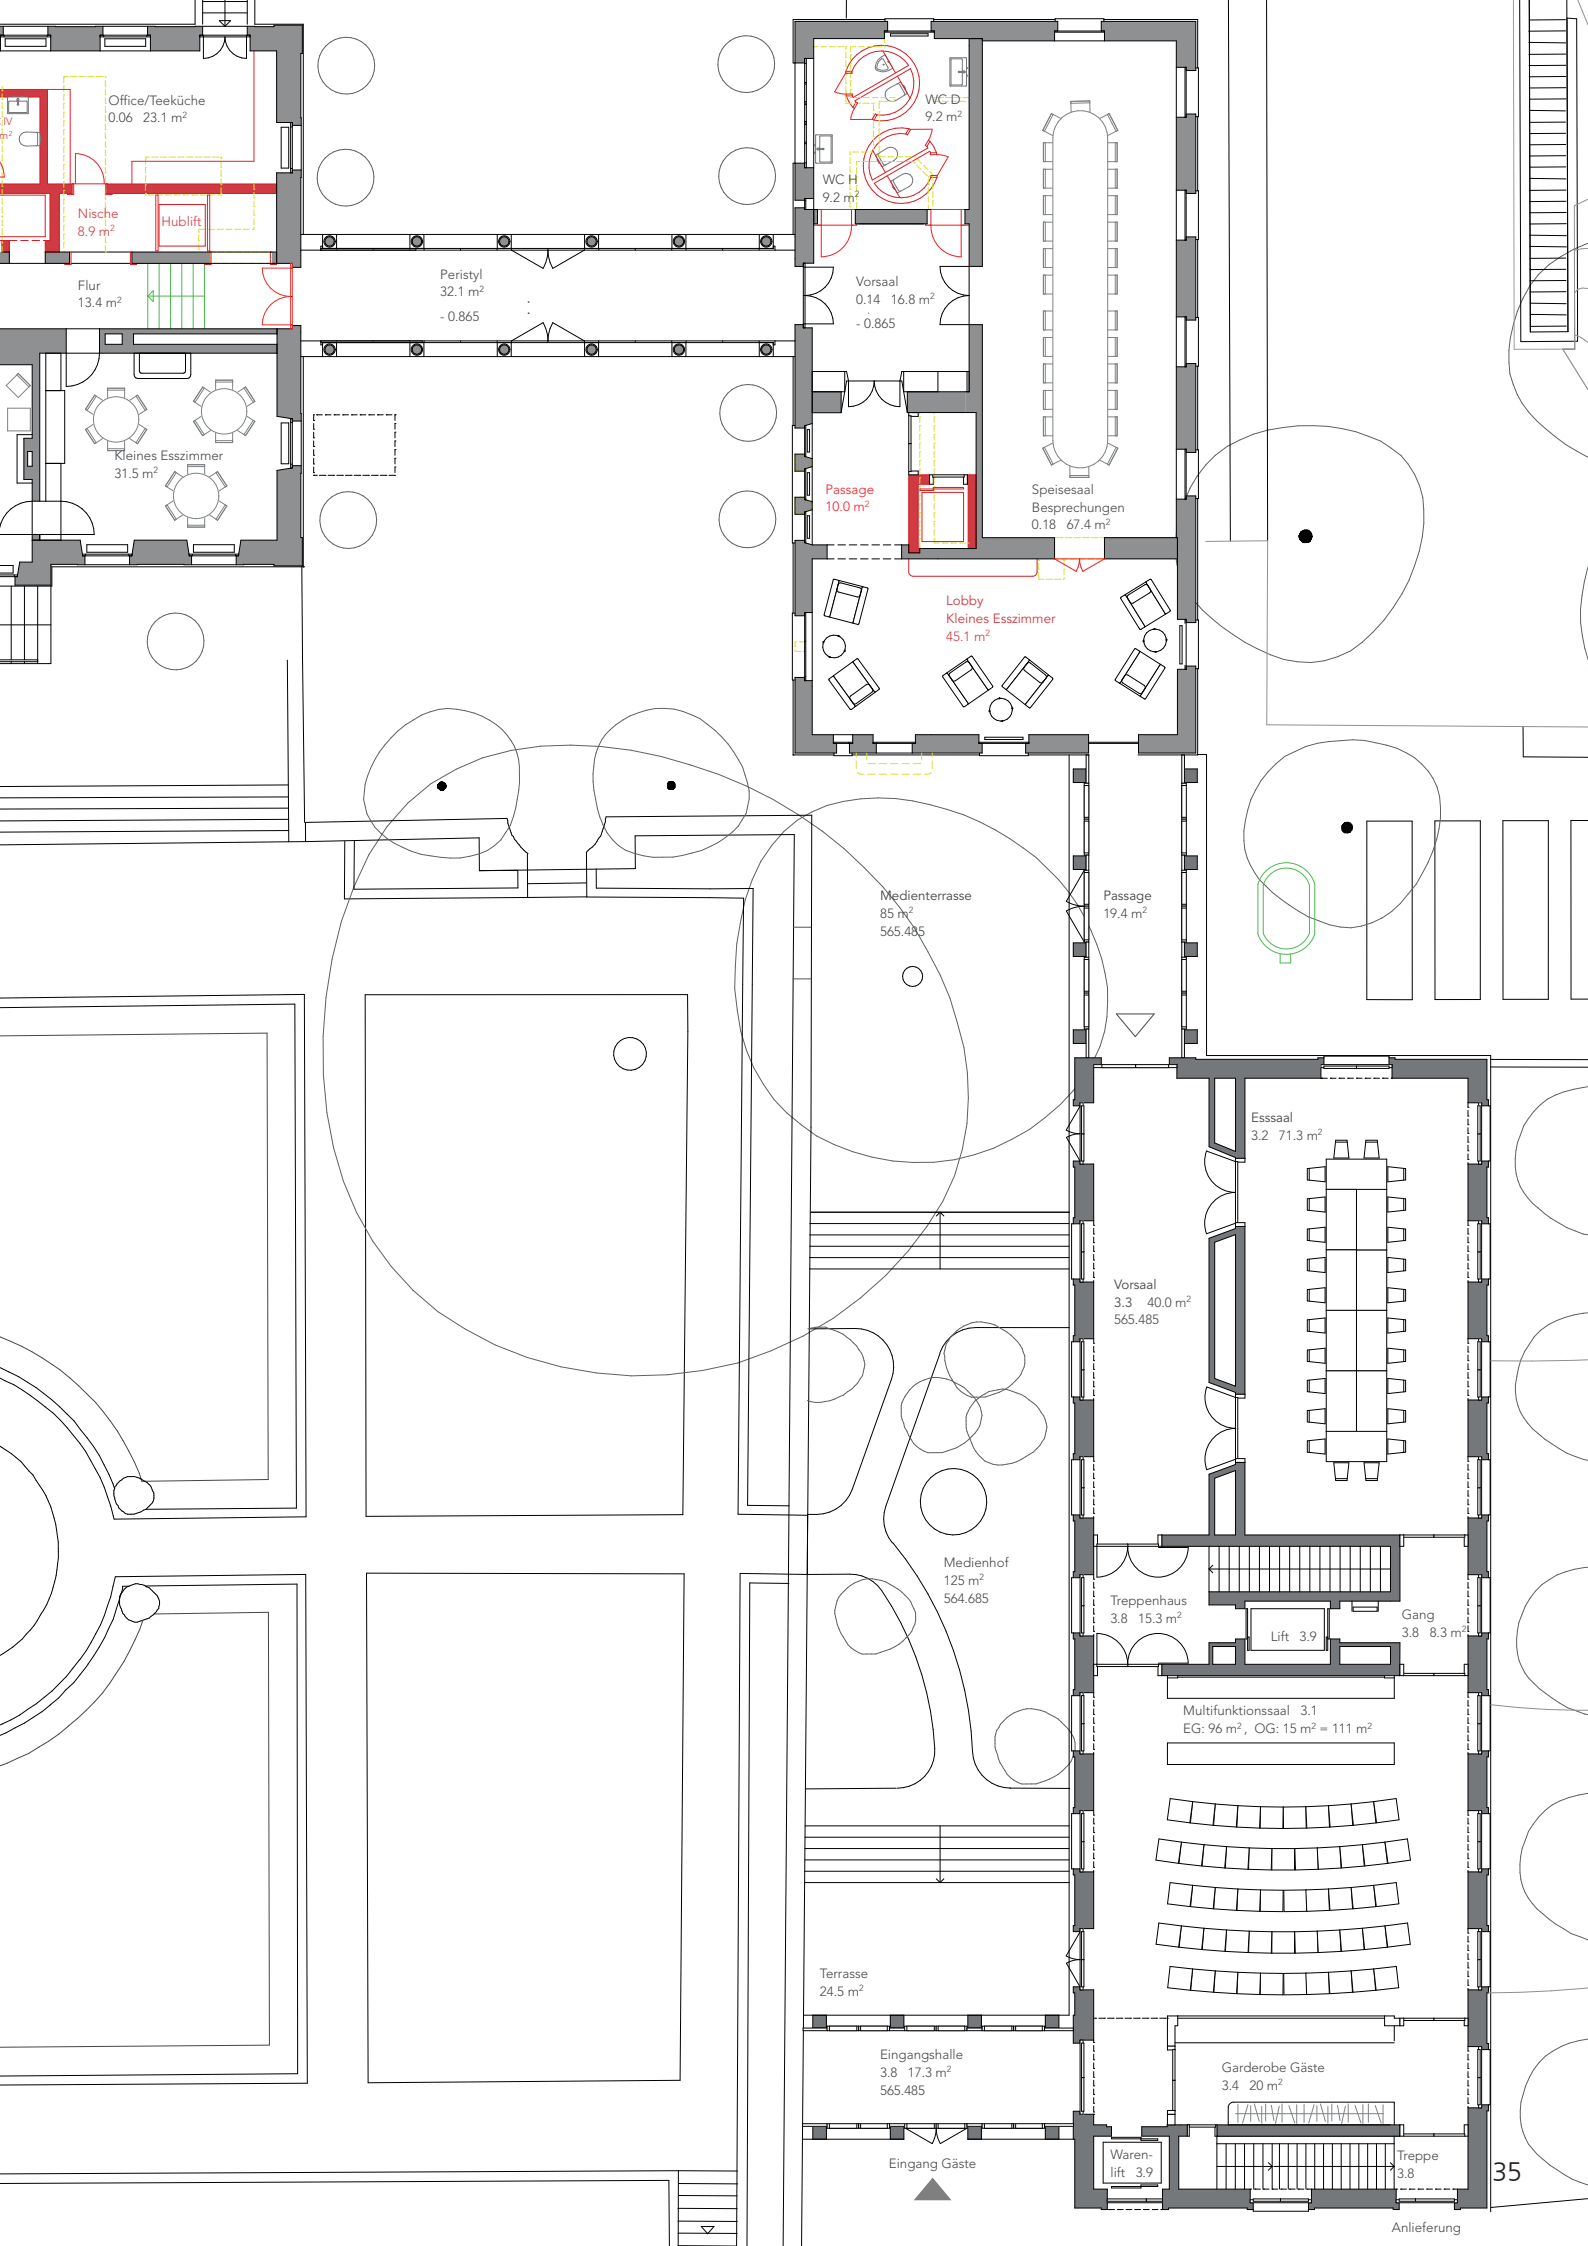 Office/Teeküche
0.06 23.1 m²
IV
m²
Nische
8.9 m²
Hublift
Flur
13.4 m²
Kleines Esszimmer
31.5 m²
Peristyl
32.1 m²
- 0.865
WC D
9.2 m²
WC H
9.2 m²
Vorsaal
0.14 16.8 m²
- 0.865
Passage
10.0 m²
Speisesaal
Besprechungen
0.18 67.4 m²
Lobby
Kleines Esszimmer
45.1 m²
Medienterrasse
85 m²
565.485
Passage
19.4 m²
Esssaal
3.2 71.3 m²
Vorsaal
3.3 40.0 m²
565.485
Medienhof
125 m²
564.685
Treppenhaus
3.8 15.3 m²
Lift 3.9
Gang
3.8 8.3 m²
Multifunktionssaal 3.1
EG: 96 m² , OG: 15 m² = 111 m²
Terrasse
24.5 m²
Eingangshalle
3.8 17.3 m²
565.485
Garderobe Gäste
3.4 20 m²
Eingang Gäste
Waren-
lift 3.9
Treppe
3.8
35
Anlieferung